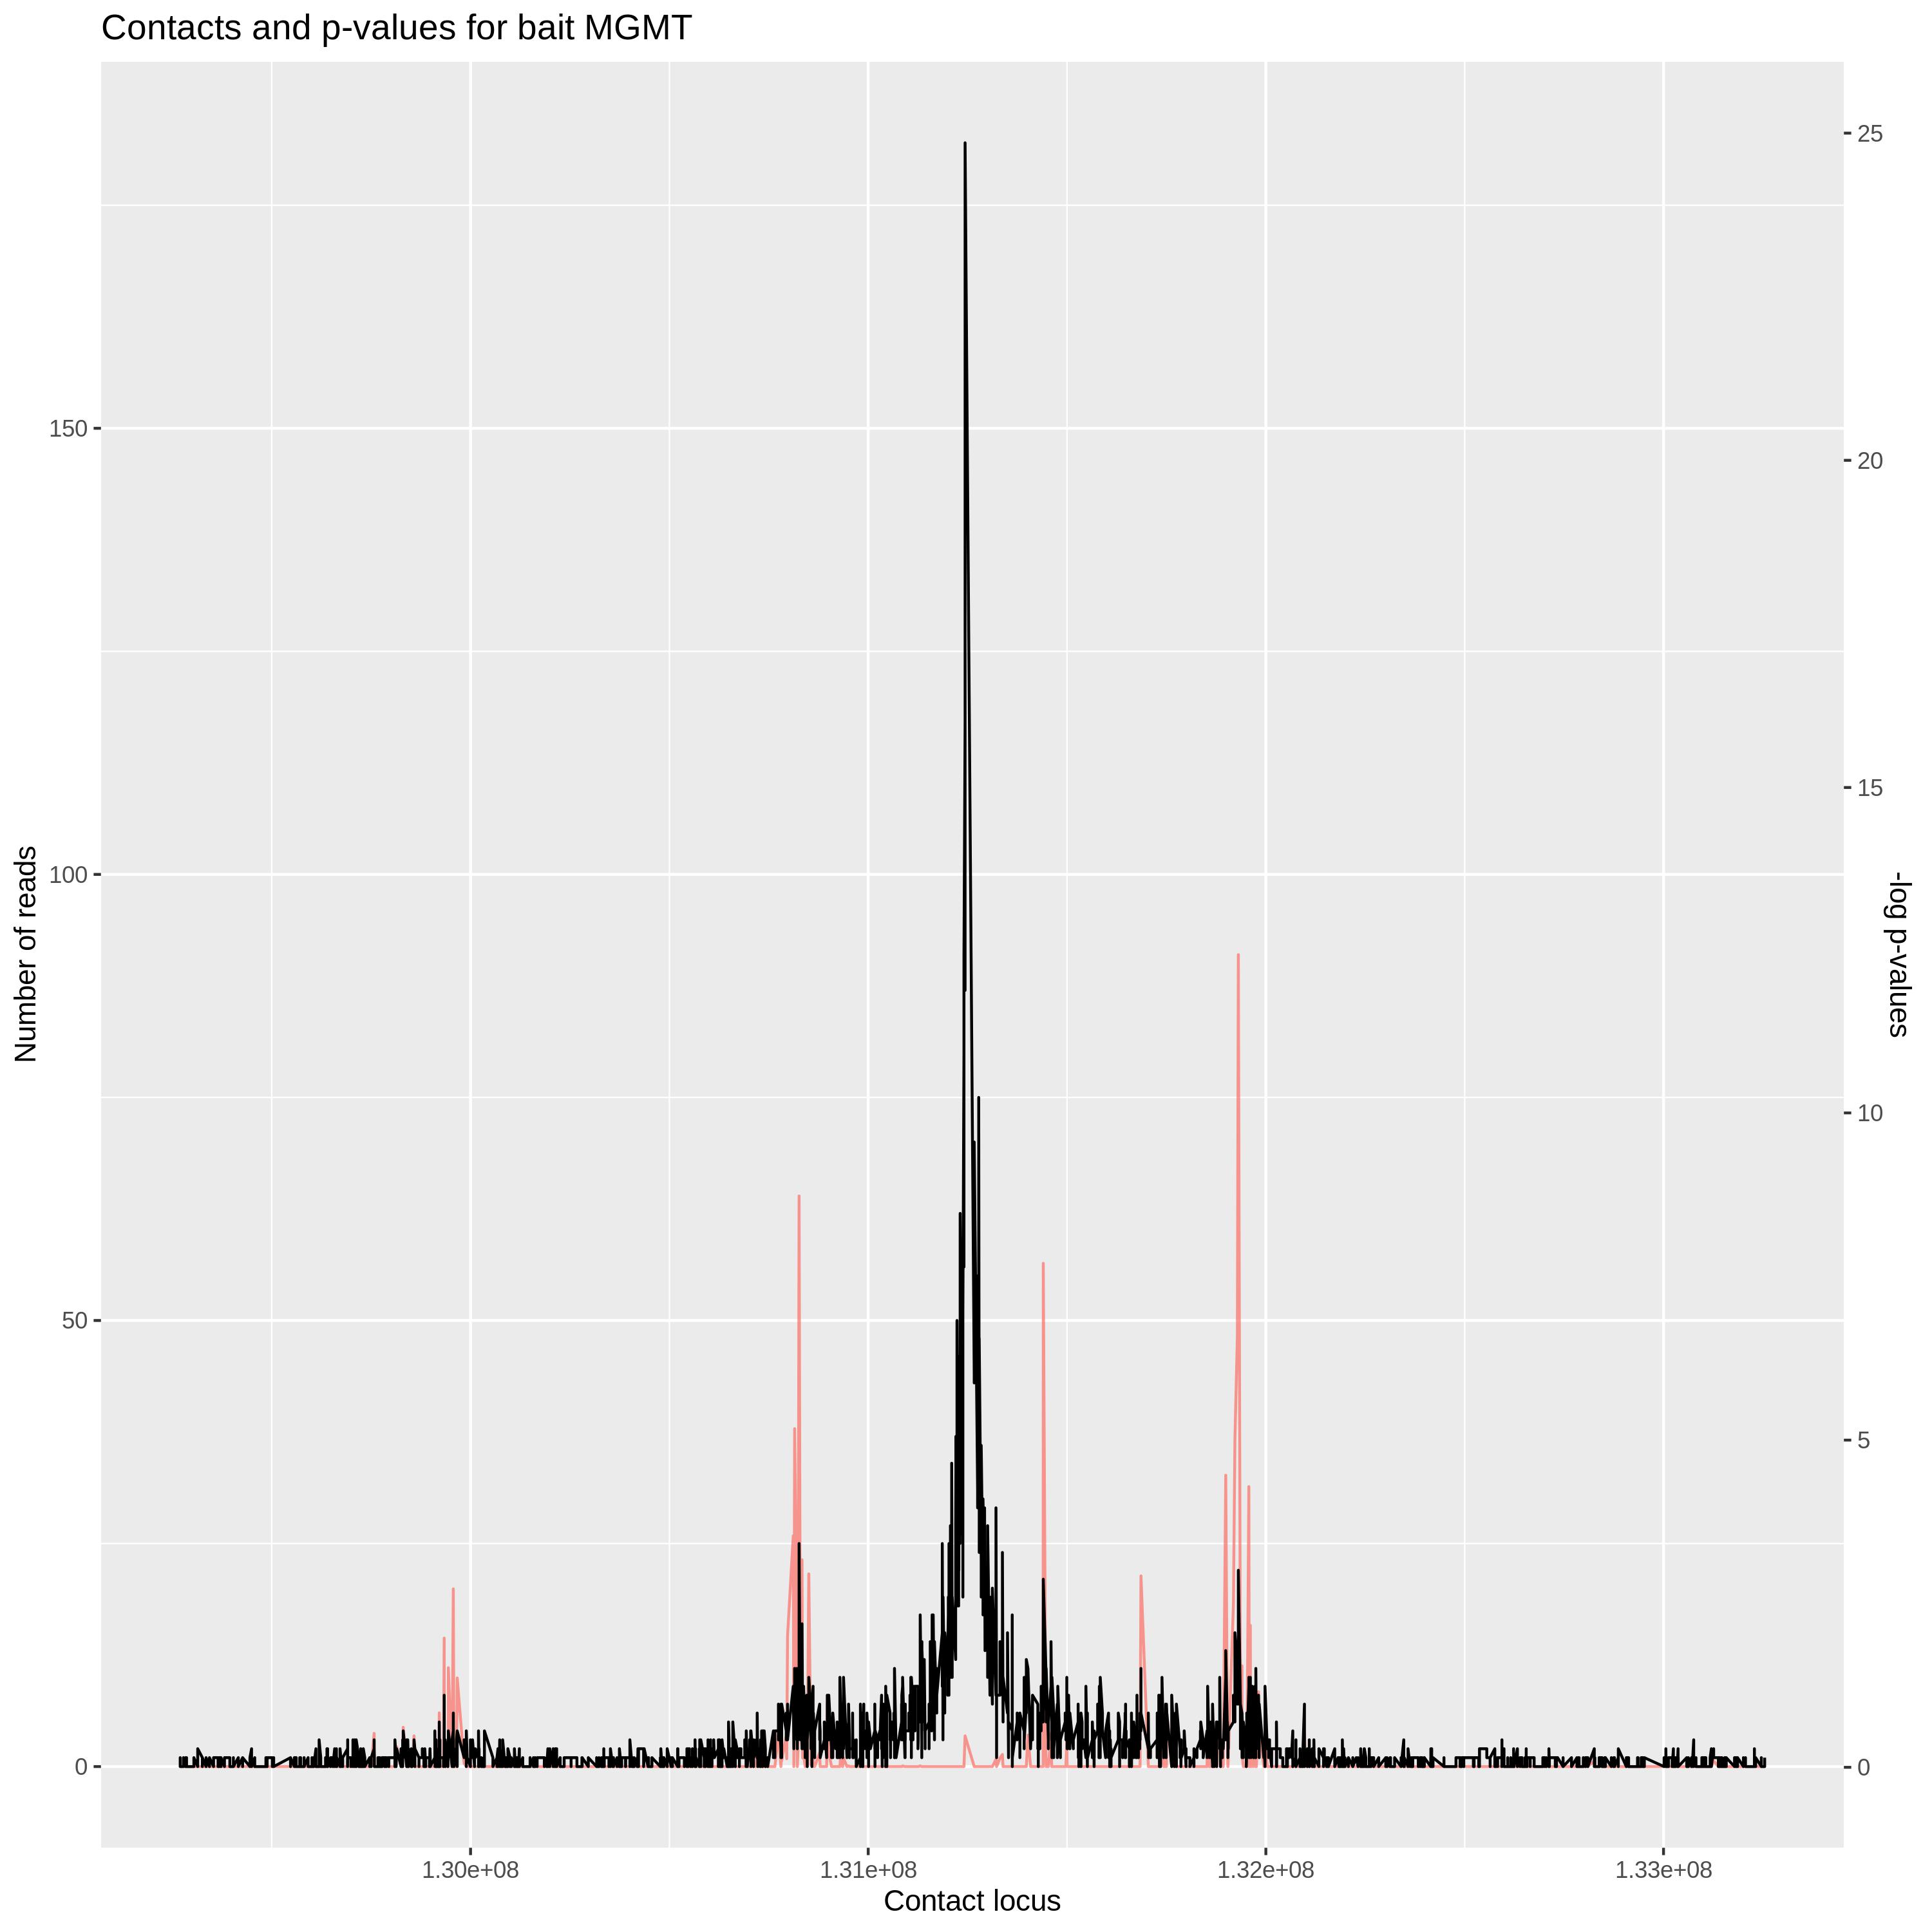 Contacts and p-values for bait MGMT
Number of reads
150
100
50
0
25
20
15
10
5
0
-log p-values
1.30e+08
1.31e+08
1.32e+08
1.33e+08
Contact locus